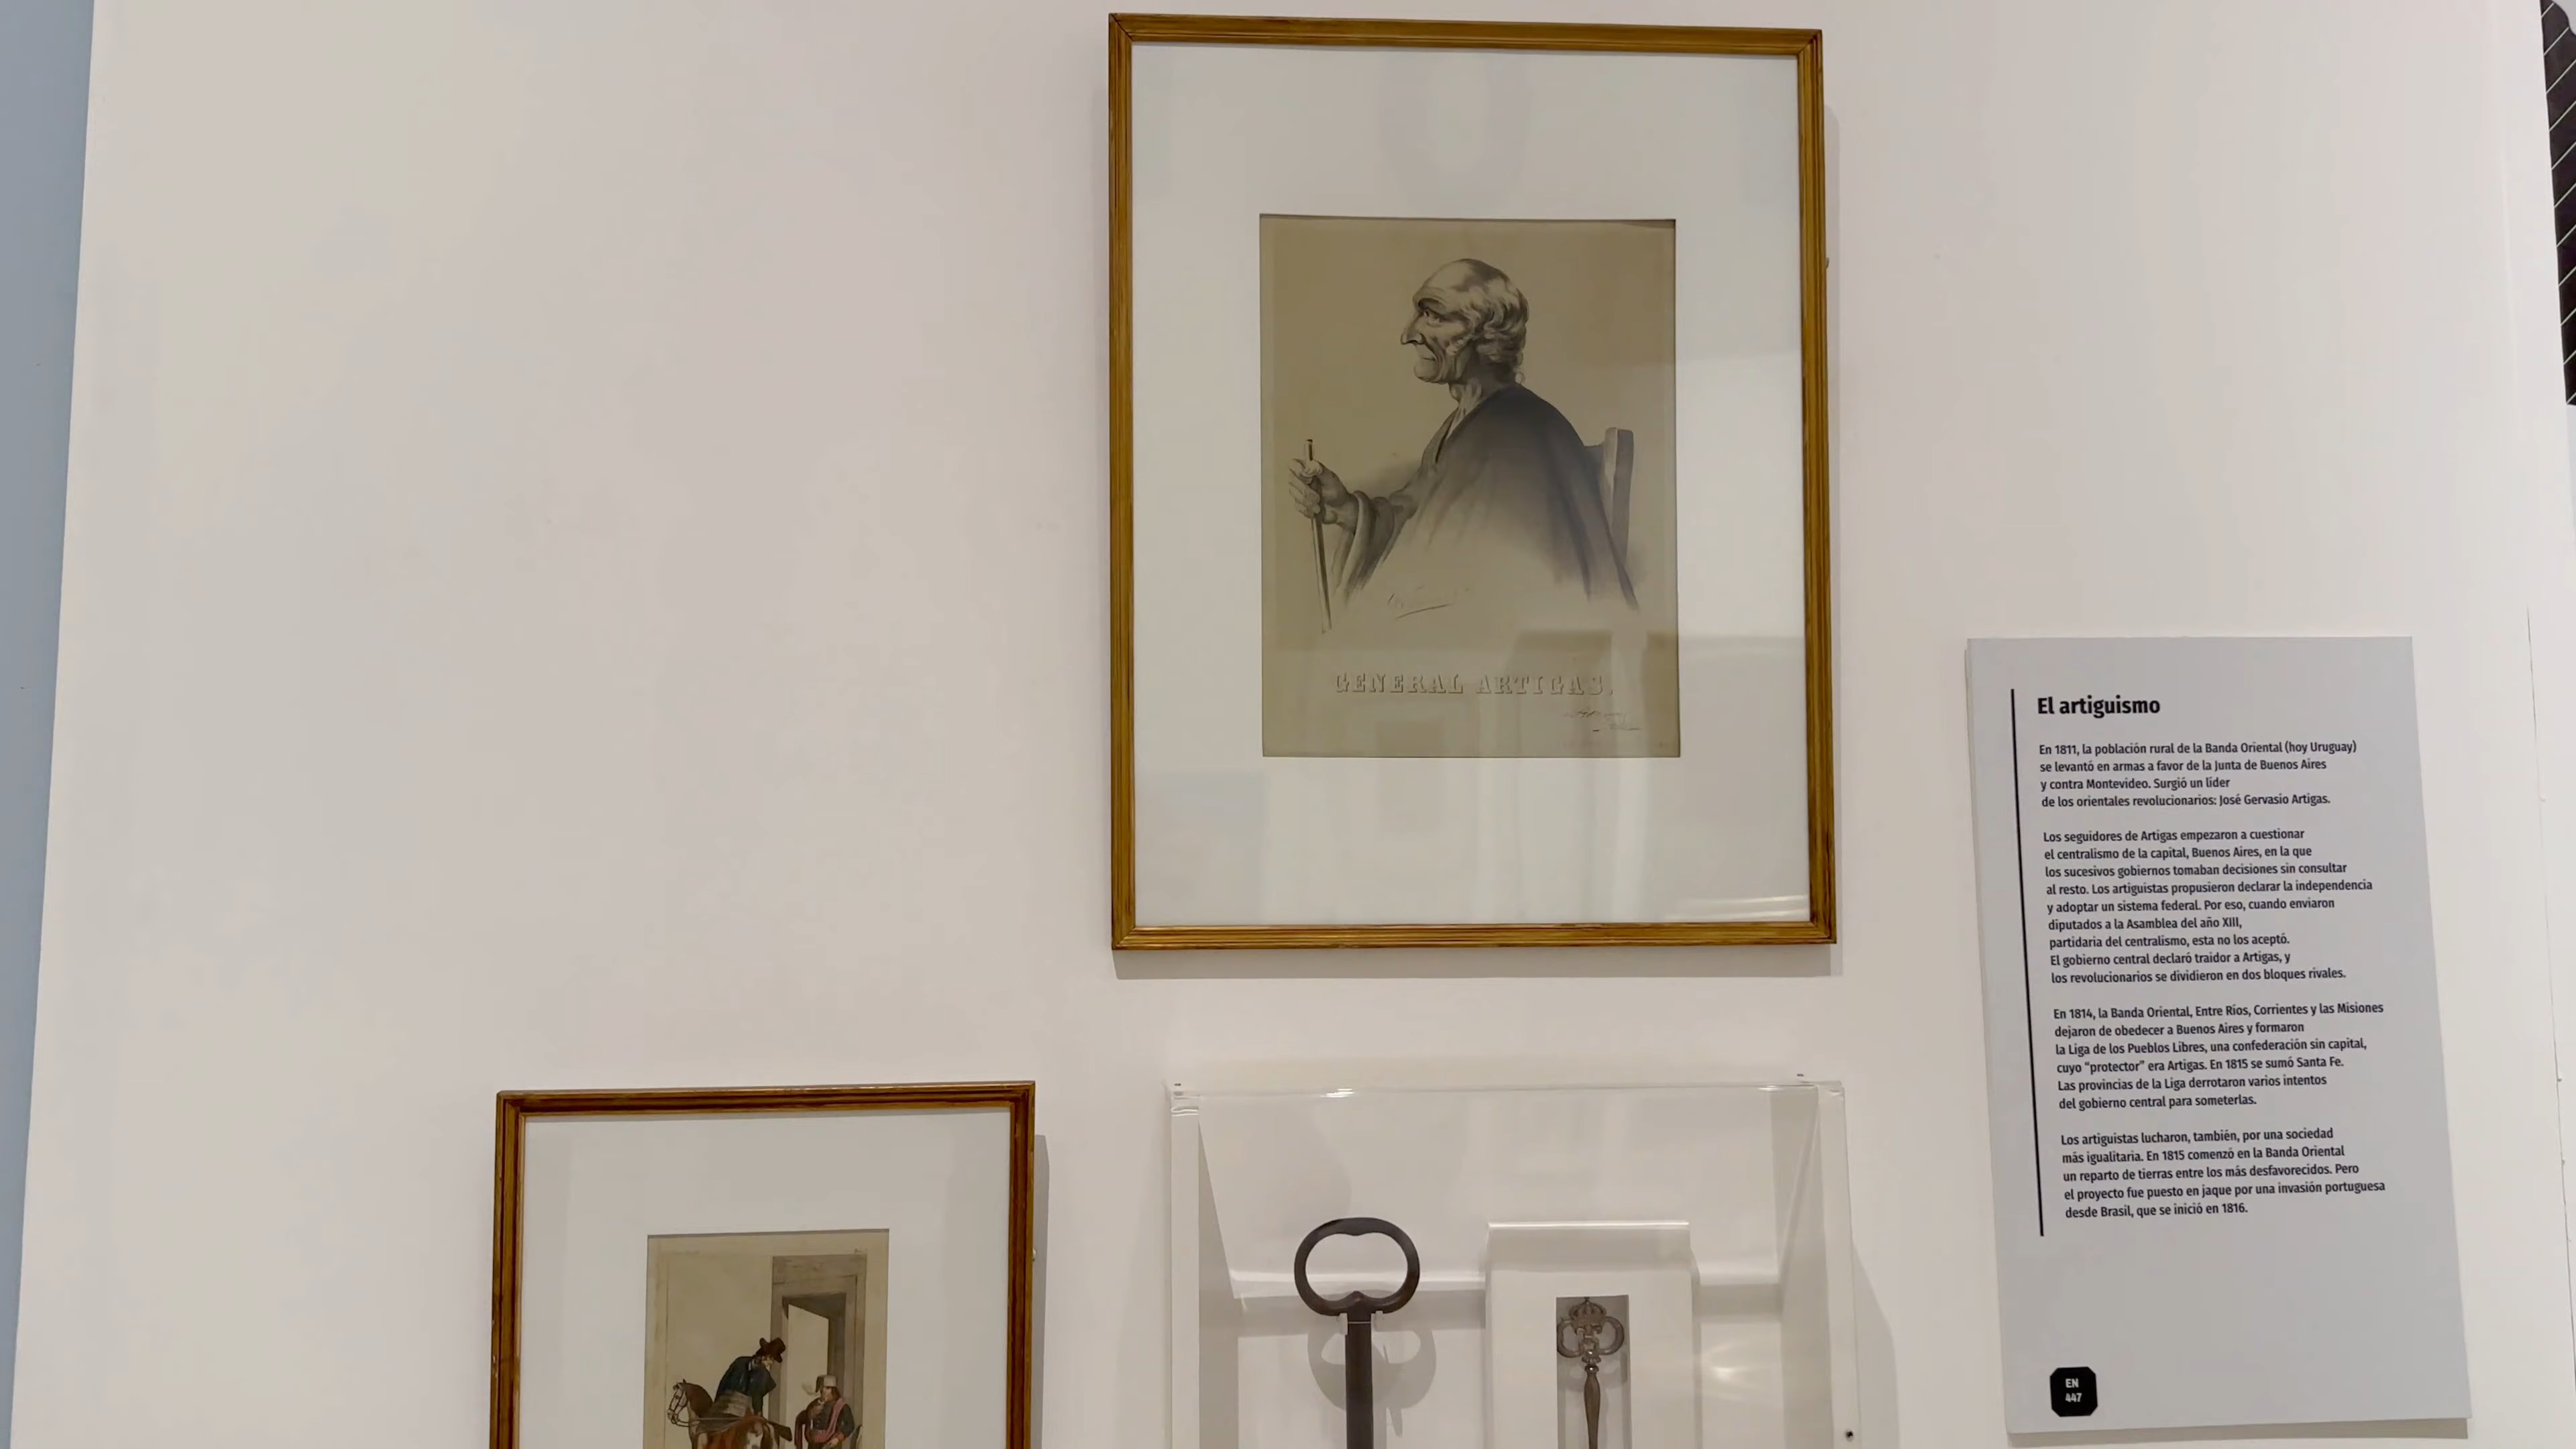 GENERAL ARTIGAS.
El artiguismo
En 1811, la población rural de la Banda Oriental (hoy Uruguay)
se levantó en armas a favor de la Junta de Buenos Aires
y contra Montevideo. Surgió un líder
de los orientales revolucionarios: José Gervasio Artigas.
Los seguidores de Artigas empezaron a cuestionar
el centralismo de la capital, Buenos Aires, en la que
los sucesivos gobiernos tomaban decisiones sin consultar
al resto. Los artiguistas propusieron declarar la independencia
y adoptar un sistema federal. Por eso, cuando enviaron
diputados a la Asamblea del año XIII,
partidaria del centralismo, esta no los aceptó.
El gobierno central declaró traidor a Artigas, y
los revolucionarios se dividieron en dos bloques rivales.
En 1814, la Banda Oriental, Entre Ríos, Corrientes y las Misiones
dejaron de obedecer a Buenos Aires y formaron
la Liga de los Pueblos Libres, una confederación sin capital,
cuyo “protector” era Artigas. En 1815 se sumó Santa Fe.
Las provincias de la Liga derrotaron varios intentos
del gobierno central para someterlas.
Los artiguistas lucharon, también, por una sociedad
más igualitaria. En 1815 comenzó en la Banda Oriental
un reparto de tierras entre los más desfavorecidos. Pero
el proyecto fue puesto en jaque por una invasión portuguesa
desde Brasil, que se inició en 1816.
EN
447